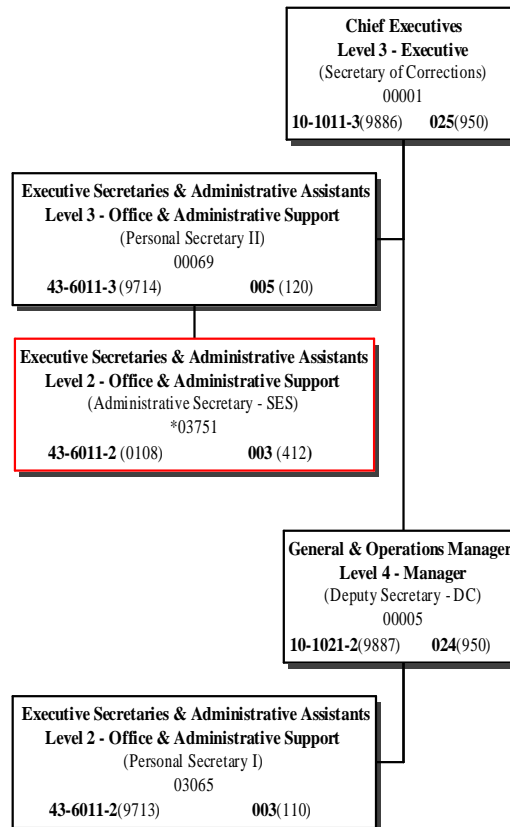 Chief Executives
Level 3 - Executive
(Secretary of Corrections)
00001
10-1011-3(9886) 025(950)
Executive Secretaries & Administrative Assistants
Level 3 - Office & Administrative Support
(Personal Secretary II)
00069
43-6011-3 (9714) 005 (120)
Executive Secretaries & Administrative Assistants
Level 2 - Office & Administrative Support
(Administrative Secretary - SES)
*03751
43-6011-2 (0108) 003 (412)
General & Operations Manager
Level 4 - Manager
(Deputy Secretary - DC)
00005
10-1021-2(9887) 024(950)
Executive Secretaries & Administrative Assistants
Level 2 - Office & Administrative Support
(Personal Secretary I)
03065
43-6011-2(9713) 003(110)